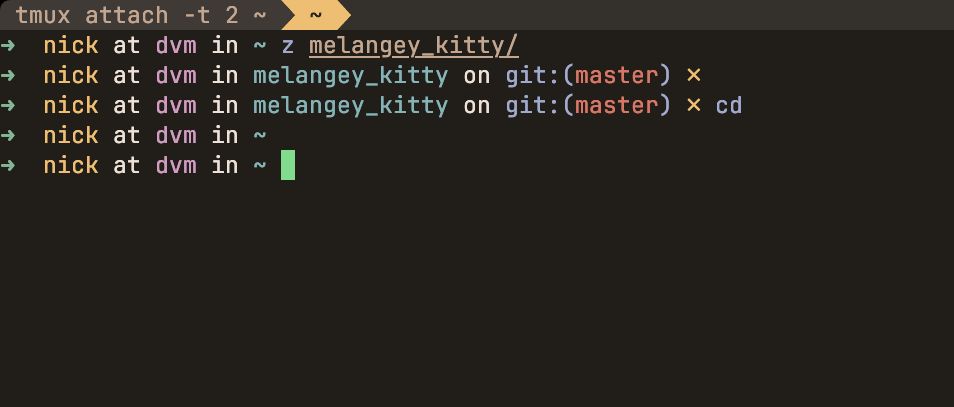 tmux attach -t 2 ~ ~
➜ nick at dvm in ~ z melangey_kitty/
➜ nick at dvm in melangey_kitty on git:(master) ✕
➜ nick at dvm in melangey_kitty on git:(master) ✕ cd
➜ nick at dvm in ~
➜ nick at dvm in ~